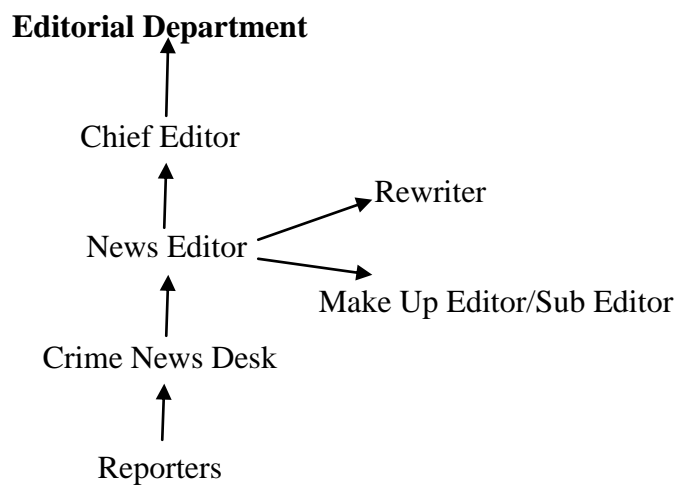 Editorial Department
Chief Editor
Rewriter
News Editor
Make Up Editor/Sub Editor
Crime News Desk
Reporters